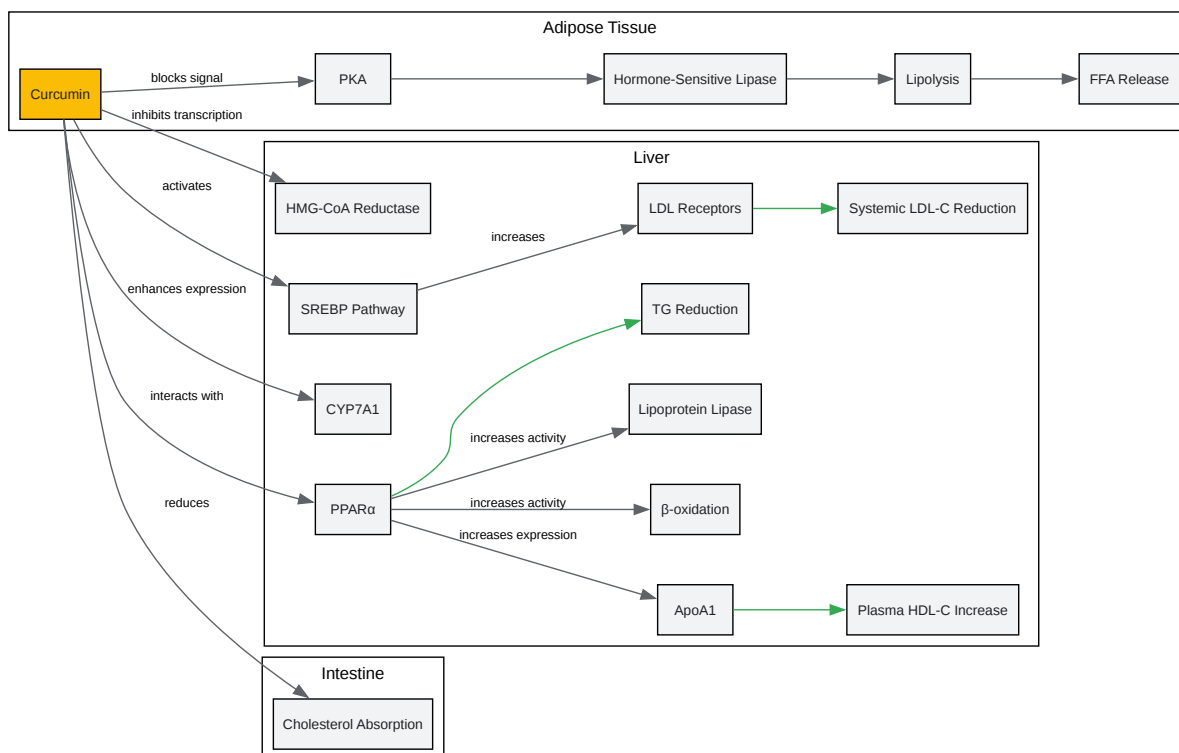 Adipose Tissue
Curcumin
blocks signal
PKA
Hormone-Sensitive Lipase
Lipolysis
FFA Release
inhibits transcription
Liver
activates
HMG-CoA Reductase
LDL Receptors
Systemic LDL-C Reduction
increases
enhances expression
SREBP Pathway
TG Reduction
interacts with
CYP7A1
Lipoprotein Lipase
increases activity
reduces
PPARα
increases activity
β-oxidation
increases expression
ApoA1
Plasma HDL-C Increase
Intestine
Cholesterol Absorption